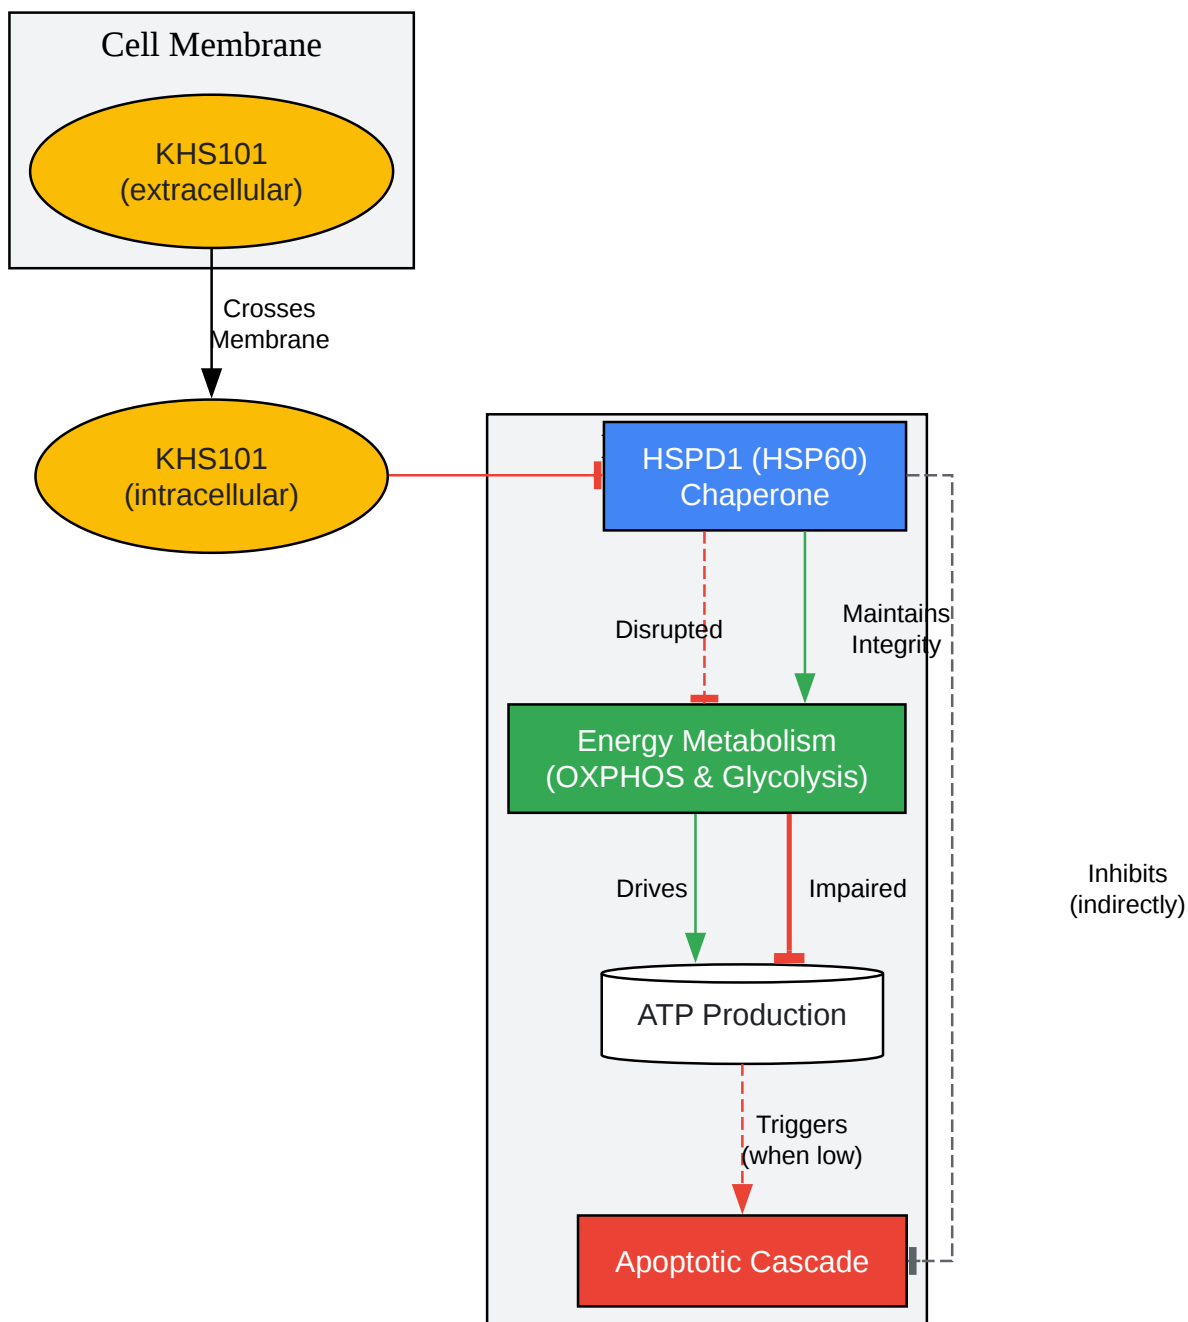 Cell Membrane
KHS101
(extracellular)
Crosses
Membrane
KHS101
(intracellular)
HSPD1 (HSP60)
Chaperone
Disrupted
Maintains
Integrity
Energy Metabolism
(OXPHOS & Glycolysis)
Drives
Impaired
Inhibits
(indirectly)
ATP Production
Triggers
(when low)
Apoptotic Cascade